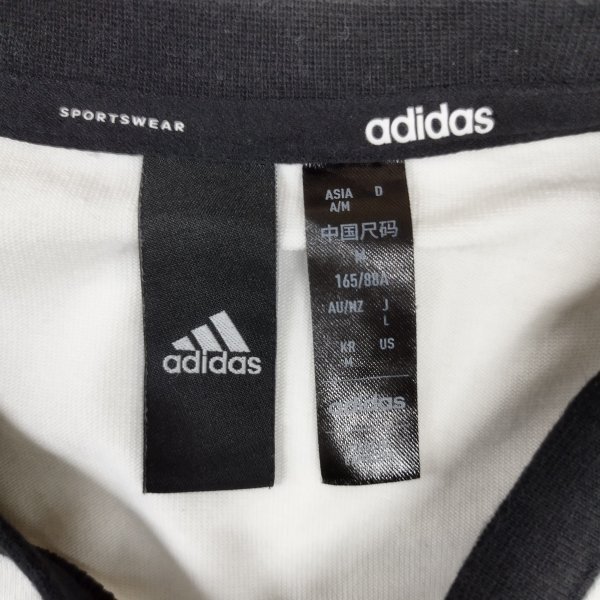 SPORTSWEAR
adidas
adidas
ASIA D
A/M
中国尺码
M
165/88A
AU/NZ J
L
KR US
M
adidas